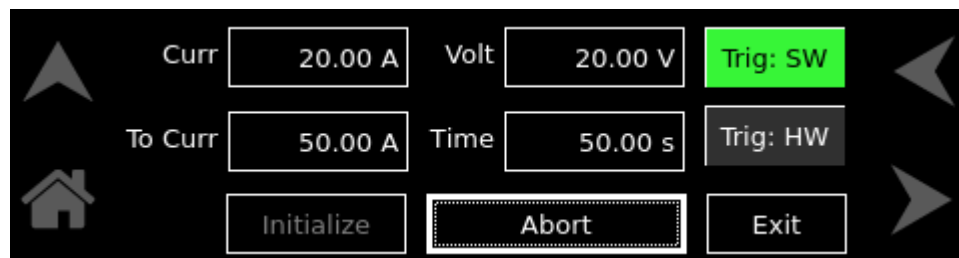 Curr 20.00 A Volt 20.00 V Trig: SW
To Curr 50.00 A Time 50.00 s Trig: HW
Initialize Abort Exit